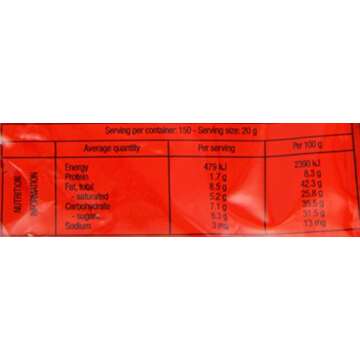 Serving per container: 150 - Serving size: 20 g
NUTRITION INFORMATION
Average quantity Per serving Per 100 g
Energy 479 kJ 2390 kJ
Protein 1.7 g 8.3 g
Fat, total 8.5 g 42.3 g
- saturated 5.2 g 25.8 g
Carbohydrate 7.1 g 35.5 g
- sugars 6.3 g 31.5 g
Sodium 3 mg 13 mg